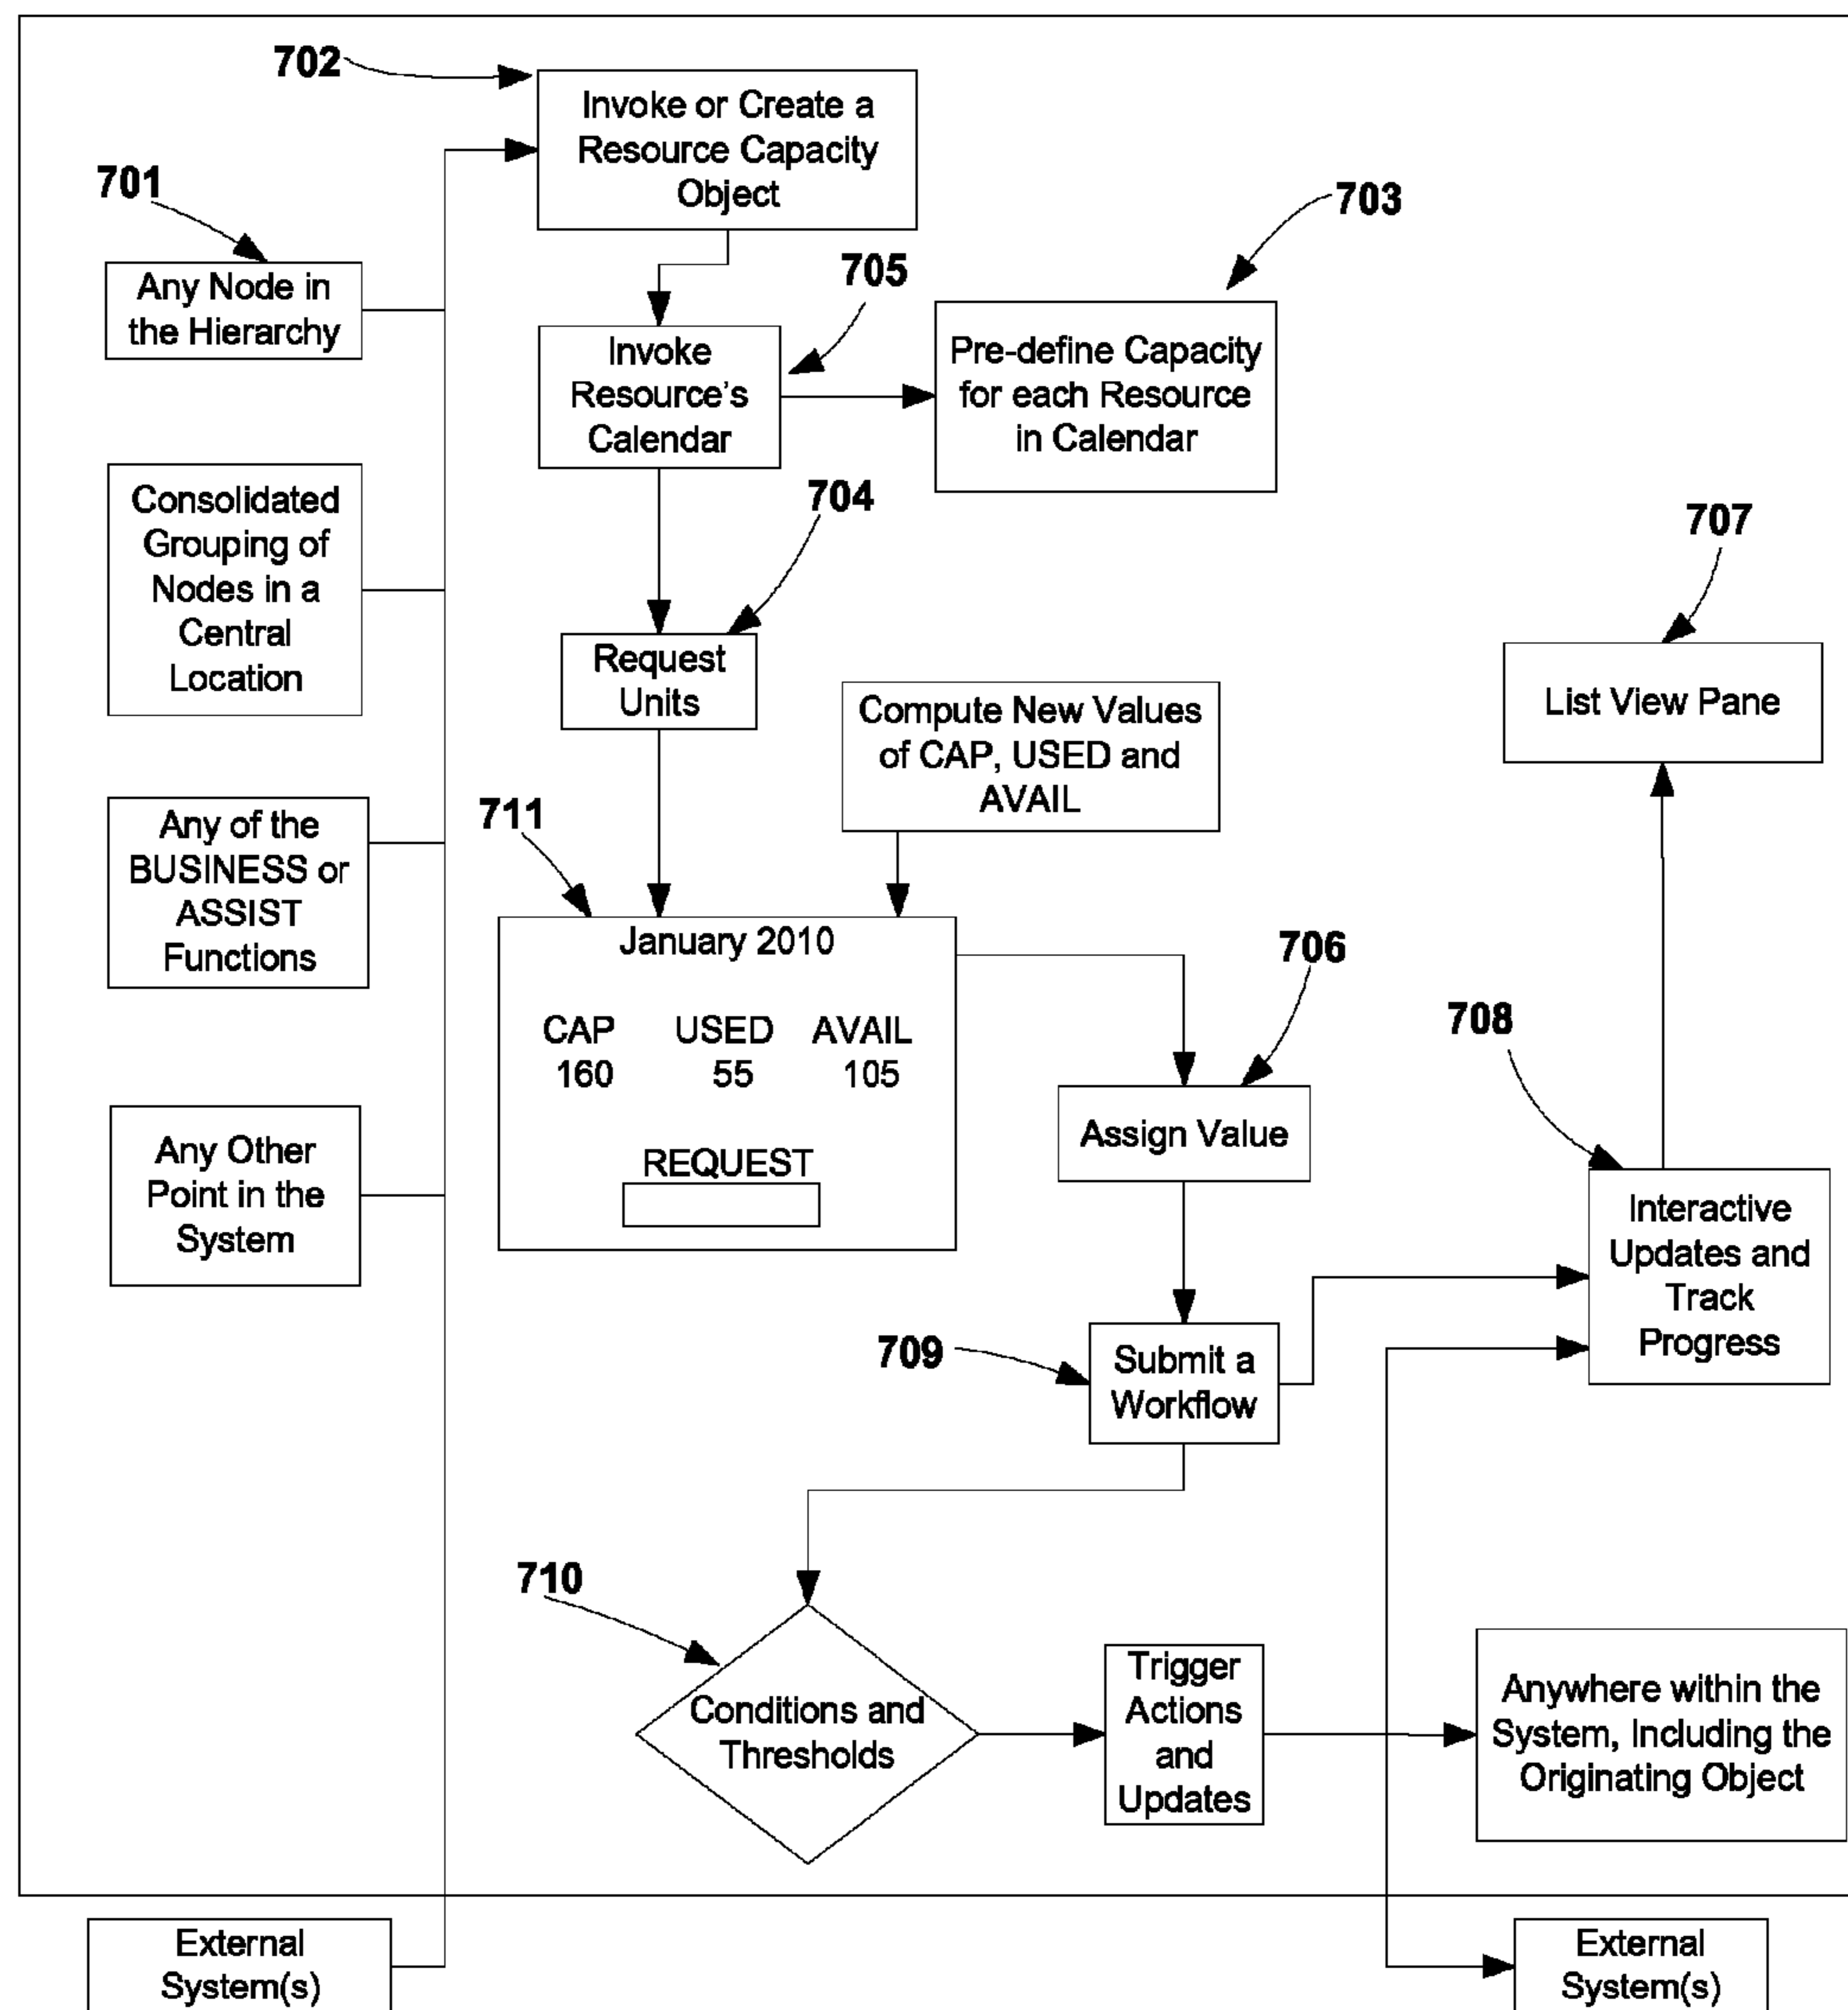 702
Invoke or Create a
Resource Capacity
Object
701
Any Node in
the Hierarchy
703
705
Invoke
Resource's
Calendar
Pre-define Capacity
for each Resource
in Calendar
Consolidated
Grouping of
Nodes in a
Central
Location
704
Request
Units
707
List View Pane
Compute New Values
of CAP, USED and
AVAIL
Any of the
BUSINESS or
ASSIST
Functions
711
January 2010
CAP USED AVAIL
160 55 105
REQUEST
706
Assign Value
708
Interactive
Updates and
Track
Progress
Any Other
Point in the
System
709
Submit a
Workflow
710
Conditions and
Thresholds
Trigger
Actions
and
Updates
Anywhere within the
System, Including the
Originating Object
External
System(s)
External
System(s)